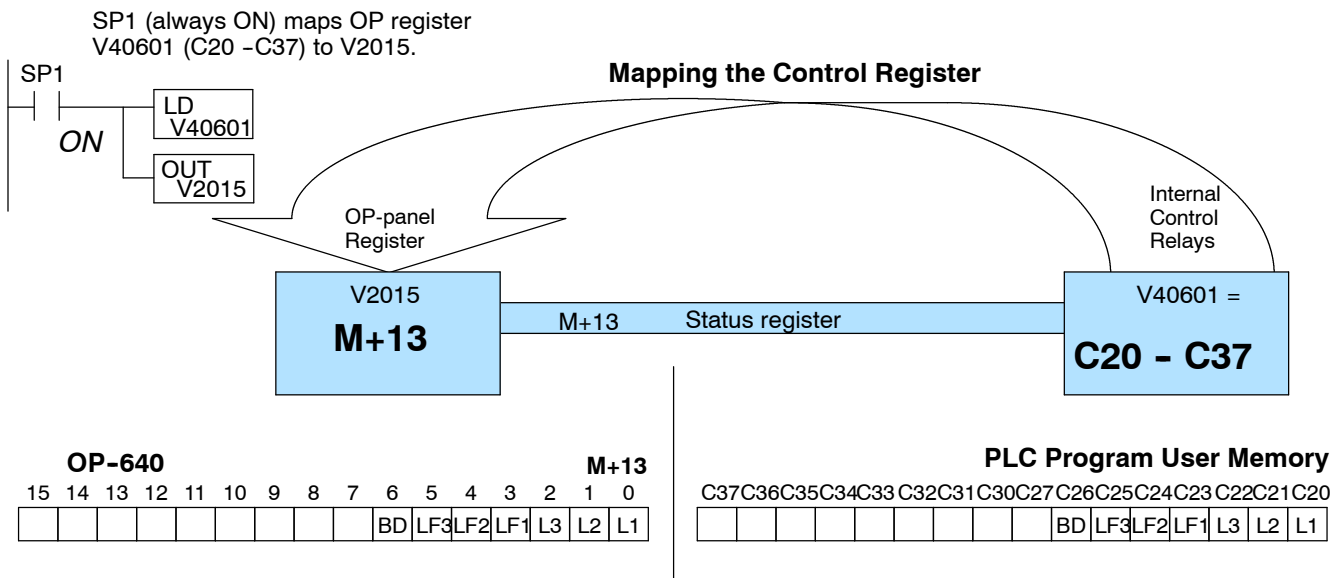 SP1 (always ON) maps OP register
V40601 (C20 –C37) to V2015.
SP1
ON
LD
V40601
OUT
V2015
Mapping the Control Register
OP-panel
Register
Internal
Control
Relays
V2015
M+13
M+13 Status register
V40601 =
C20 – C37
OP–640
M+13
15 14 13 12 11 10 9 8 7 6 5 4 3 2 1 0
BD LF3 LF2 LF1 L3 L2 L1
PLC Program User Memory
C37 C36 C35 C34 C33 C32 C31 C30 C27 C26 C25 C24 C23 C22 C21 C20
BD LF3 LF2 LF1 L3 L2 L1